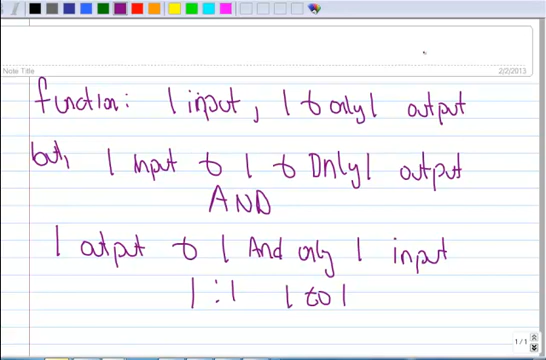 Note Title
2/2/2013
function: 1 input, 1 to only 1 output
but, 1 input to 1 to Only 1 output
AND
1 output to 1 And only 1 input
1:1 1 to 1
1/1